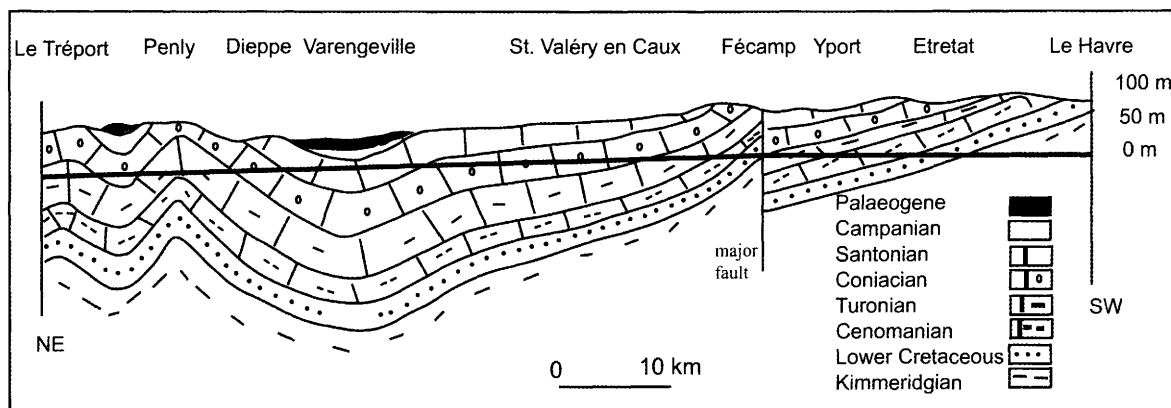 Le Tréport Penly Dieppe Varengeville St. Valéry en Caux Fécamp Yport Etretat Le Havre
100 m
50 m
0 m
Palaeogene
Campanian
Santonian
Coniacian
Turonian
Cenomanian
Lower Cretaceous
Kimmeridgian
major
fault
NE
SW
0 10 km